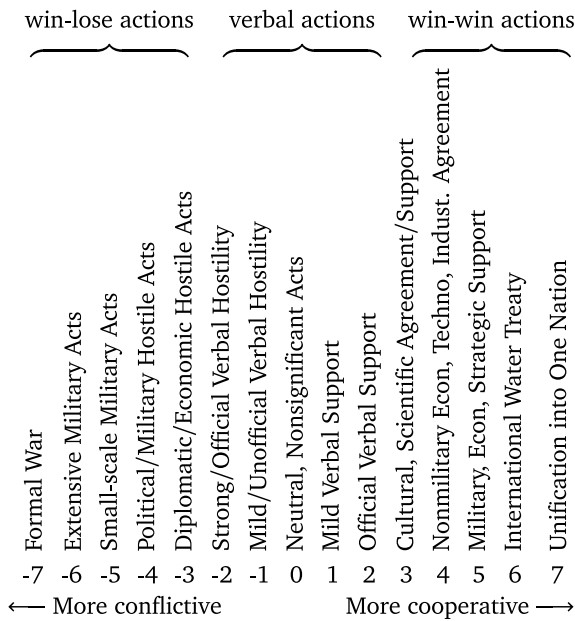 win-lose actions verbal actions win-win actions
Formal War
Extensive Military Acts
Small-scale Military Acts
Political/Military Hostile Acts
Diplomatic/Economic Hostile Acts
Strong/Official Verbal Hostility
Mild/Unofficial Verbal Hostility
Neutral, Nonsignificant Acts
Mild Verbal Support
Official Verbal Support
Cultural, Scientific Agreement/Support
Nonmilitary Econ, Techno, Indust. Agreement
Military, Econ, Strategic Support
International Water Treaty
Unification into One Nation
-7 -6 -5 -4 -3 -2 -1 0 1 2 3 4 5 6 7
←— More conflictive More cooperative —→